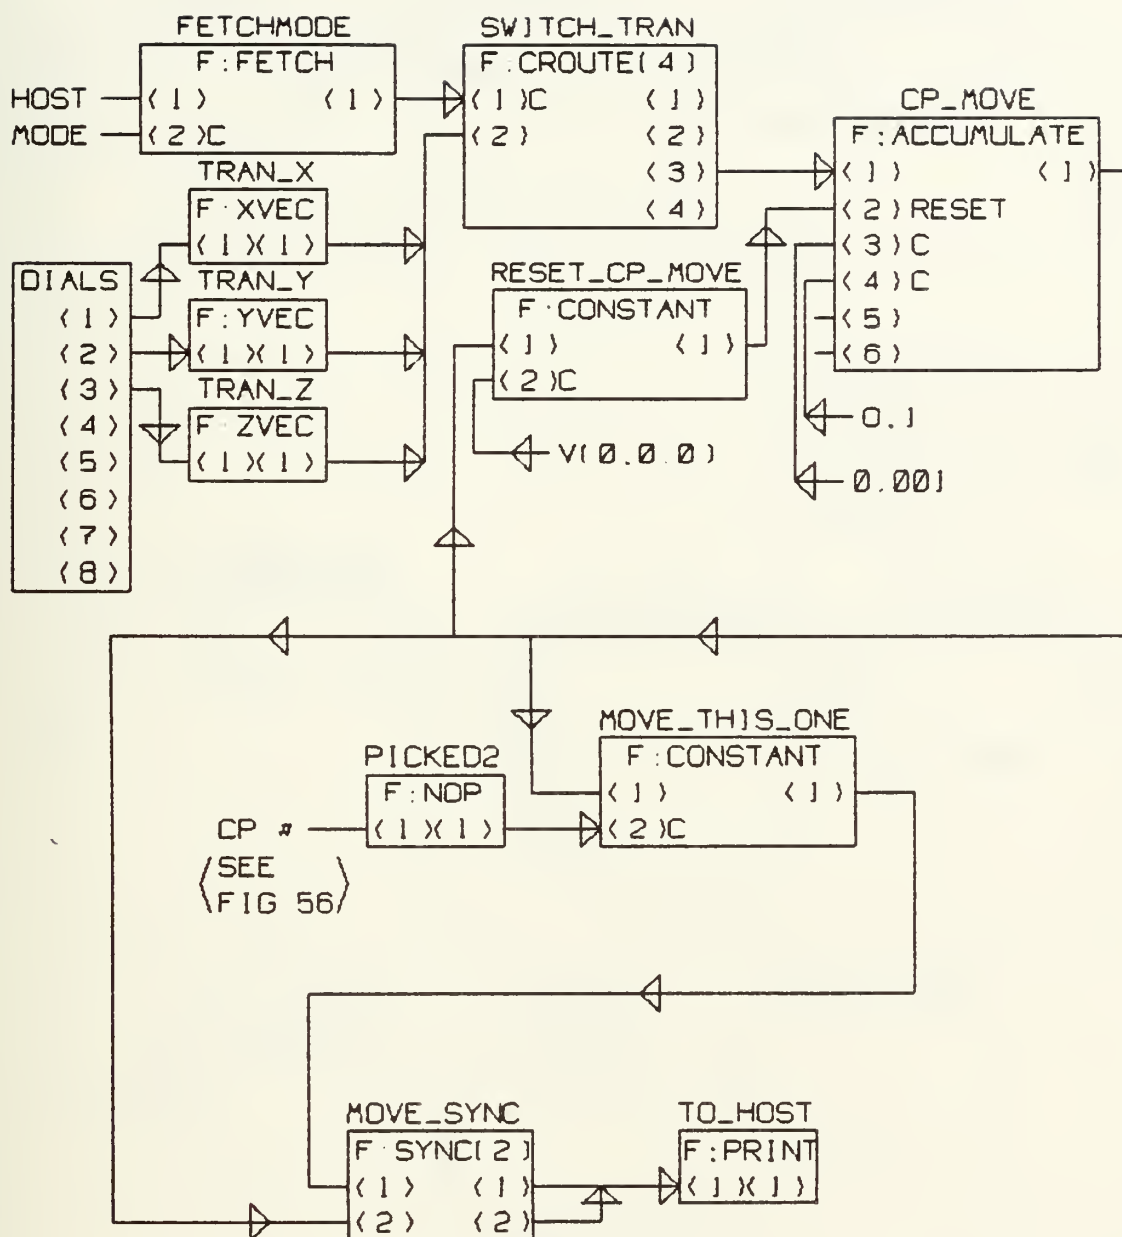 FETCHMODE
F:FETCH
HOST
<1> <1>
MODE
<2>C
SWITCH_TRAN
F:CROUTE(4)
<1>C <1>
<2> <2>
<3>
<4>
CP_MOVE
F:ACCUMULATE
<1> <1>
<2> RESET
<3> C
<4> C
<5>
<6>
TRAN_X
F:XVEC
<1><1>
DIALS
<1>
<2>
<3>
<4>
<5>
<6>
<7>
<8>
TRAN_Y
F:YVEC
<1><1>
TRAN_Z
F:ZVEC
<1><1>
RESET_CP_MOVE
F:CONSTANT
<1> <1>
<2>C
V(0,0,0)
0.1
0.001
MOVE_THIS_ONE
F:CONSTANT
<1> <1>
<2>C
PICKED2
F:NOP
<1><1>
CP #
SEE
FIG 56
MOVE_SYNC
F:SYNC(2)
<1> <1>
<2> <2>
TO_HOST
F:PRINT
<1><1>